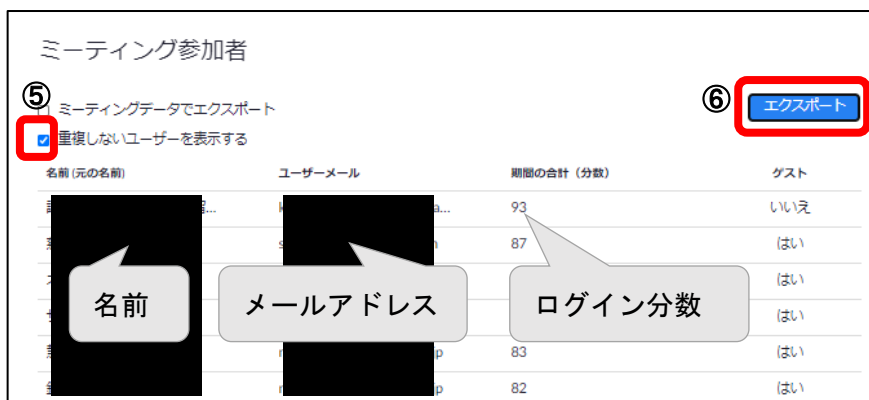 ミーティング参加者
⑤
ミーティングデータでエクスポート
⑥
エクスポート
重複しないユーザーを表示する
名前(元の名前) ユーザーメール 期間の合計（分数） ゲスト
... a... 93 いいえ
87 はい
はい
名前 メールアドレス ログイン分数
はい
jp 83 はい
jp 82 はい